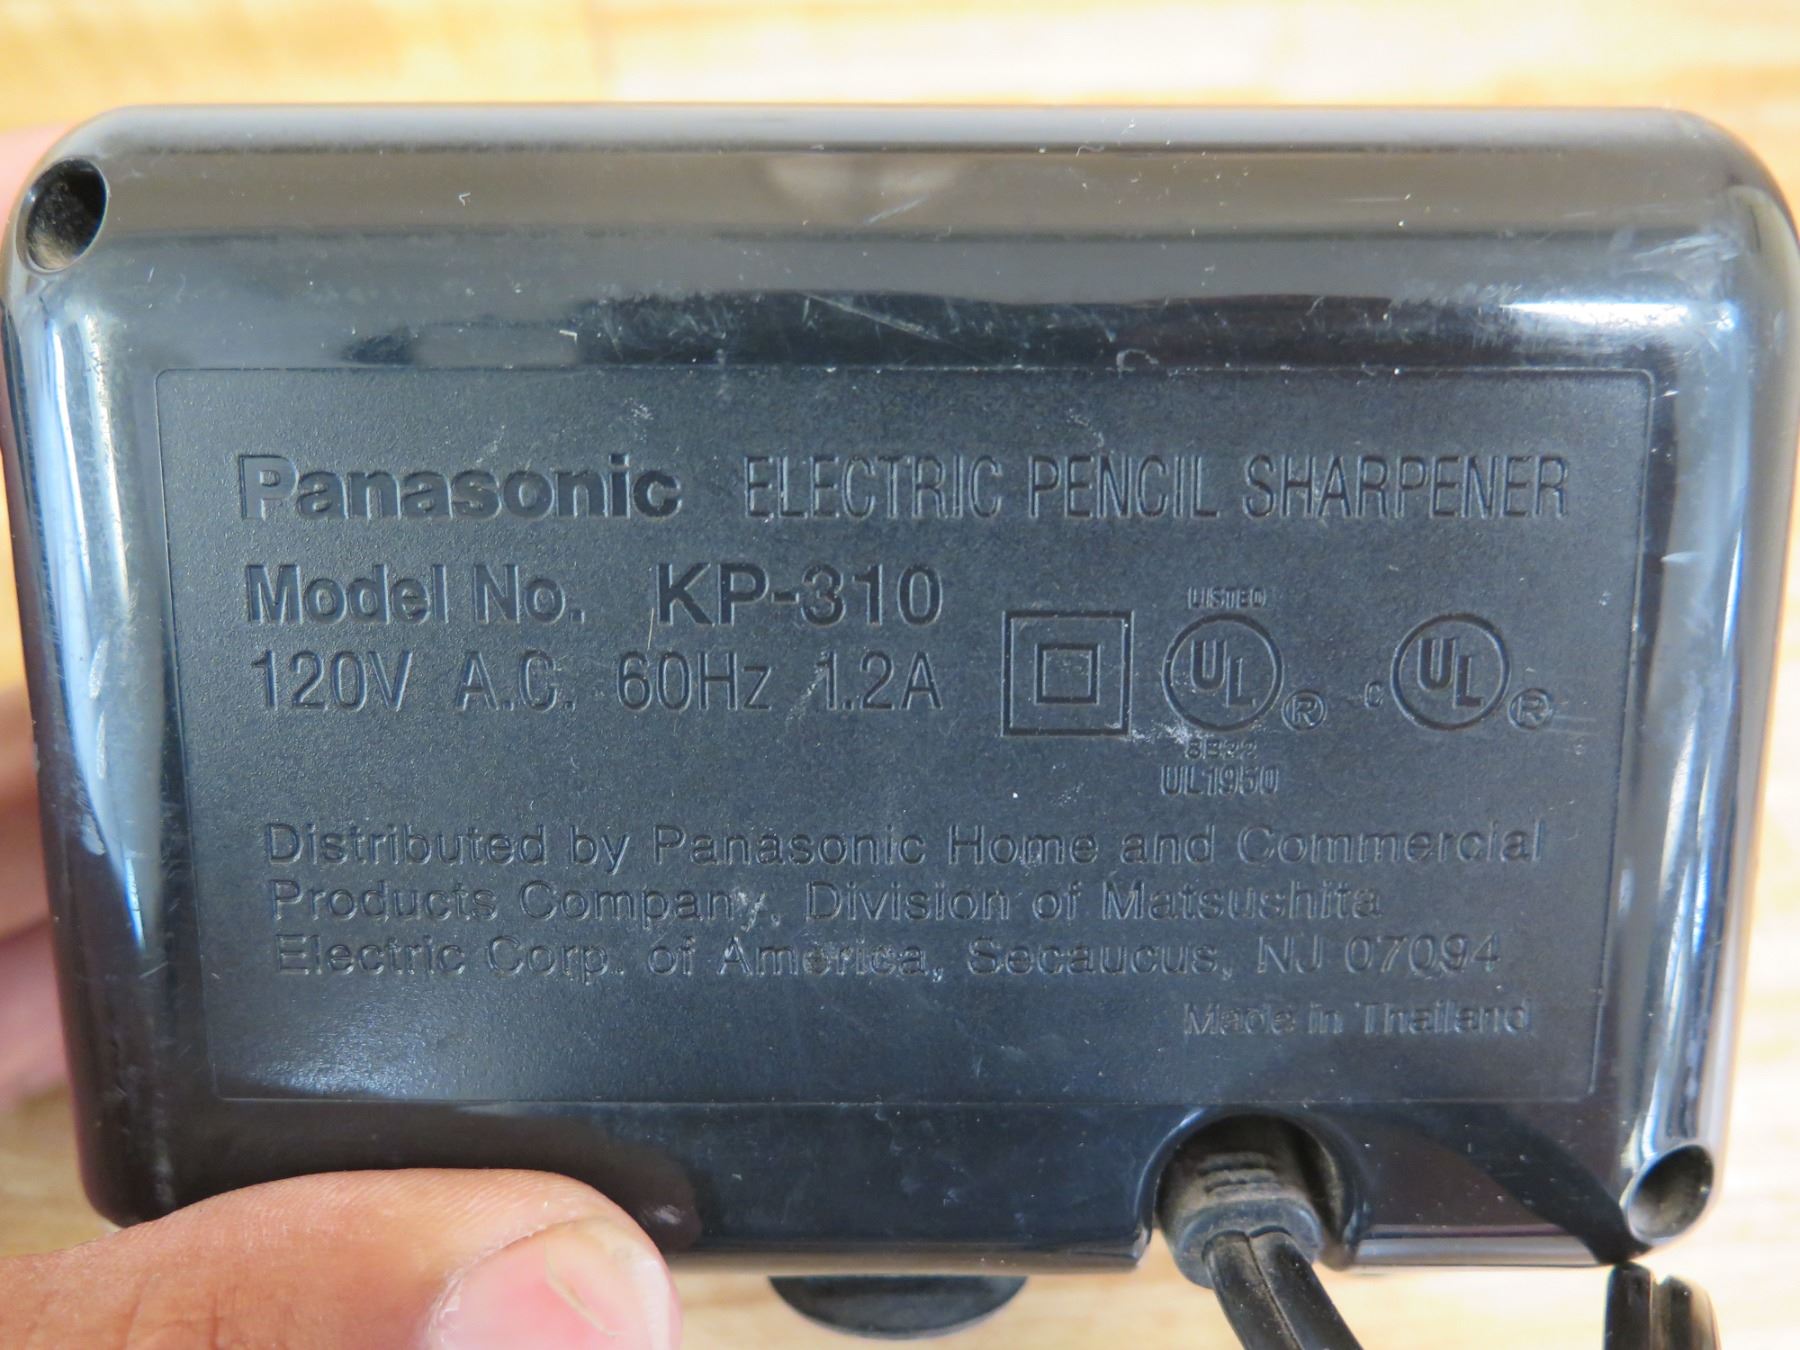 Panasonic ELECTRIC PENCIL SHARPENER
Model No. KP-310
120V A.C. 60Hz 1.2A
LISTED
UL ®
C UL ®
UL1950
Distributed by Panasonic Home and Commercial
Products Company, Division of Matsushita
Electric Corp. of America, Secaucus, NJ 07094
Made in Thailand